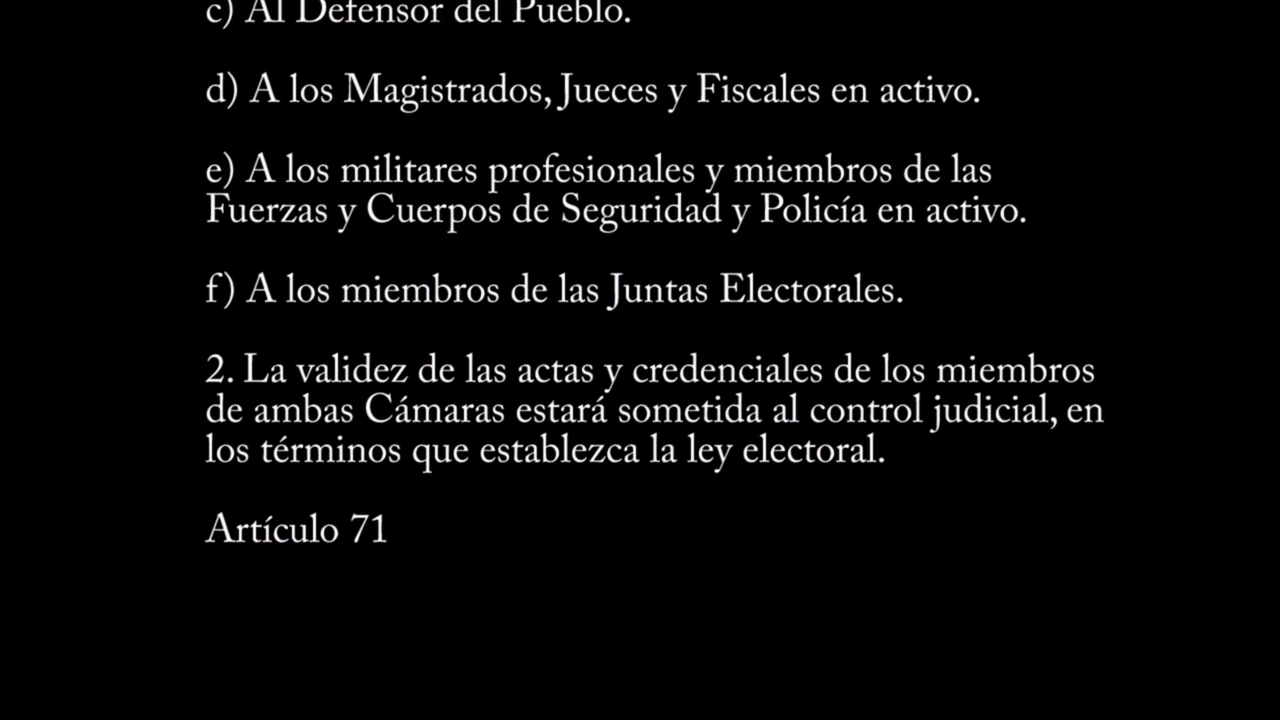 c) Al Defensor del Pueblo.
d) A los Magistrados, Jueces y Fiscales en activo.
e) A los militares profesionales y miembros de las
Fuerzas y Cuerpos de Seguridad y Policía en activo.
f) A los miembros de las Juntas Electorales.
2. La validez de las actas y credenciales de los miembros
de ambas Cámaras estará sometida al control judicial, en
los términos que establezca la ley electoral.
Artículo 71